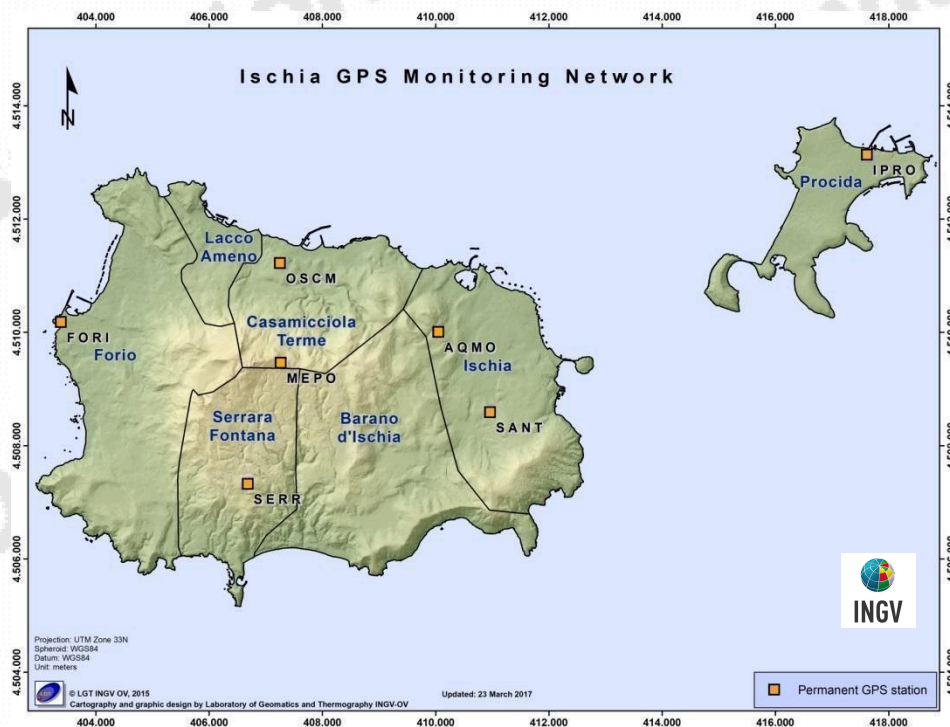 404.000 406.000 408.000 410.000 412.000 414.000 416.000 418.000
Ischia GPS Monitoring Network
N
4.514.000
4.512.000
4.510.000
4.508.000
4.506.000
4.504.000
Procida
IPRO
Lacco
Ameno
OSCM
Casamicciola
Terme
FORI
Forio
AQMO
Ischia
MEPO
Serrara
Fontana
Barano
d'Ischia
SANT
SERR
INGV
Projection: UTM Zone 33N
Spheroid: WGS84
Datum: WGS84
Unit: meters
© LGT INGV OV, 2015
Updated: 23 March 2017
Cartography and graphic design by Laboratory of Geomatics and Thermography INGV-OV
Permanent GPS station
404.000 406.000 408.000 410.000 412.000 414.000 416.000 418.000